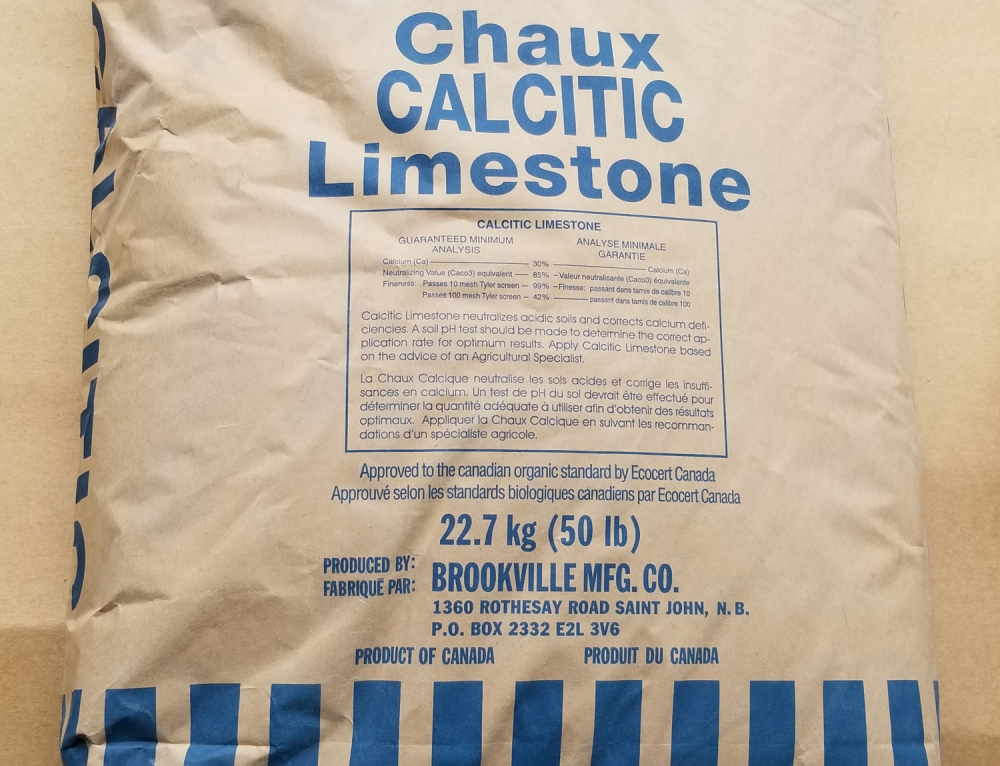 Chaux
CALCITIC
Limestone
CALCITIC LIMESTONE
GUARANTEED MINIMUM ANALYSIS
ANALYSE MINIMALE GARANTIE
Calcium (Ca) 30% Calcium (Ca)
Neutralizing Value (Caco3) equivalent — 85% – Valeur neutralisante (Caco3) équivalente
Fineness: Passes 10 mesh Tyler screen — 99% – Finesse: passant dans tamis de calibre 10
Passes 100 mesh Tyler screen – 42% passant dans tamis de calibre 100
Calcitic Limestone neutralizes acidic soils and corrects calcium defi-
ciencies. A soil pH test should be made to determine the correct ap-
plication rate for optimum results. Apply Calcitic Limestone based
on the advice of an Agricultural Specialist.
La Chaux Calcique neutralise les sols acides et corrige les insuffi-
sances en calcium. Un test de pH du sol devrait être effectué pour
déterminer la quantité adéquate à utiliser afin d'obtenir des résultats
optimaux. Appliquer la Chaux Calcique en suivant les recomman-
dations d'un spécialiste agricole.
Approved to the canadian organic standard by Ecocert Canada
Approuvé selon les standards biologiques canadiens par Ecocert Canada
22.7 kg (50 lb)
PRODUCED BY:
FABRIQUÉ PAR:
BROOKVILLE MFG. CO.
1360 ROTHESAY ROAD SAINT JOHN, N.B.
P.O. BOX 2332 E2L 3V6
PRODUCT OF CANADA PRODUIT DU CANADA